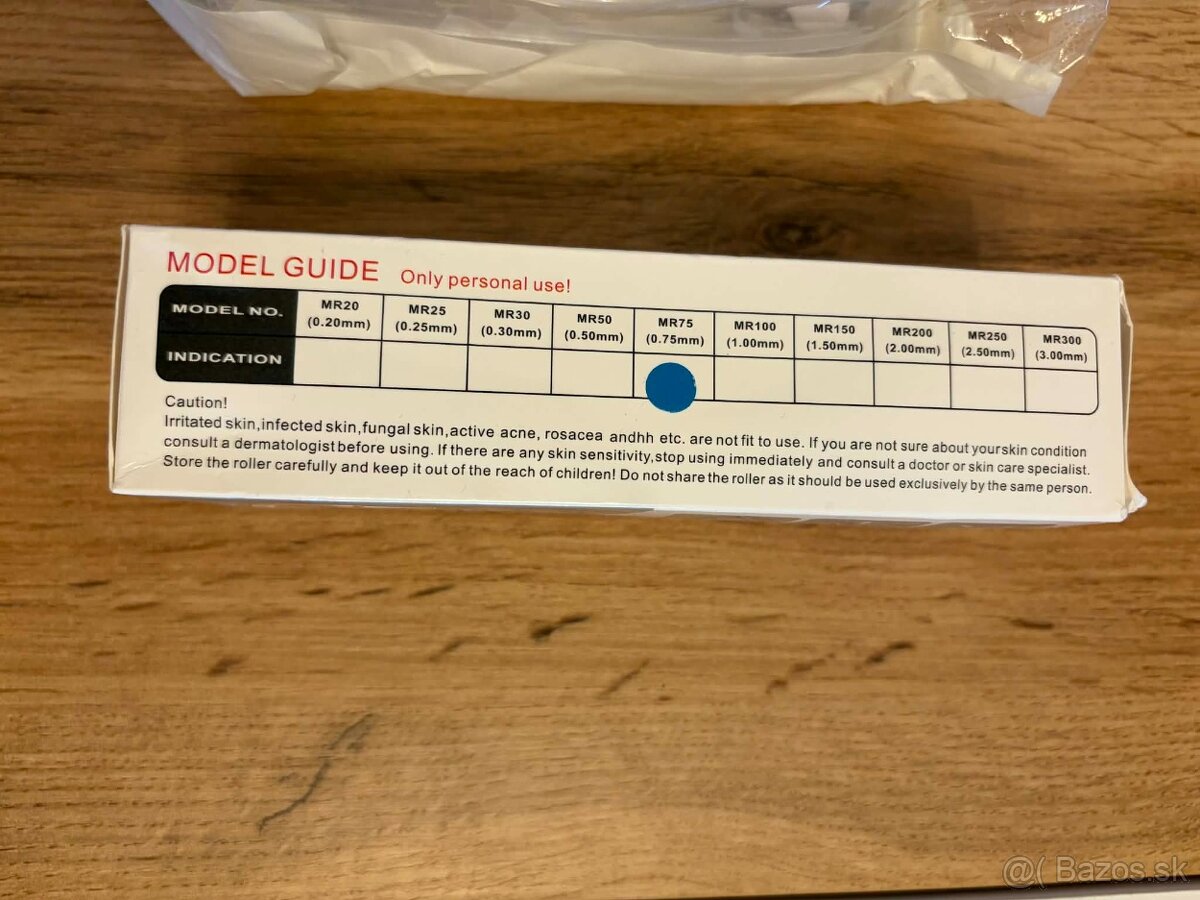 MODEL GUIDE Only personal use!
MODEL NO. MR20 (0.20mm) MR25 (0.25mm) MR30 (0.30mm) MR50 (0.50mm) MR75 (0.75mm) MR100 (1.00mm) MR150 (1.50mm) MR200 (2.00mm) MR250 (2.50mm) MR300 (3.00mm)
INDICATION
Caution!
Irritated skin,infected skin,fungal skin,active acne, rosacea andhh etc. are not fit to use. If you are not sure about yourskin condition
consult a dermatologist before using. If there are any skin sensitivity,stop using immediately and consult a doctor or skin care specialist.
Store the roller carefully and keep it out of the reach of children! Do not share the roller as it should be used exclusively by the same person.
@( Bazos.sk